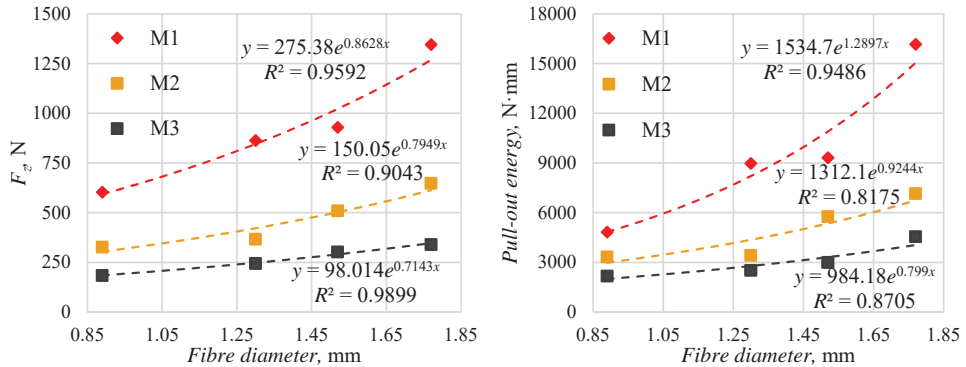 1500
1250
1000
750
500
250
0
F_z, N
M1
M2
M3
y = 275.38e^0.8628x
R² = 0.9592
y = 150.05e^0.7949x
R² = 0.9043
y = 98.014e^0.7143x
R² = 0.9899
0.85 1.05 1.25 1.45 1.65 1.85
Fibre diameter, mm
18000
15000
12000
9000
6000
3000
0
Pull-out energy, N·mm
M1
M2
M3
y = 1534.7e^1.2897x
R² = 0.9486
y = 1312.1e^0.9244x
R² = 0.8175
y = 984.18e^0.799x
R² = 0.8705
0.85 1.05 1.25 1.45 1.65 1.85
Fibre diameter, mm